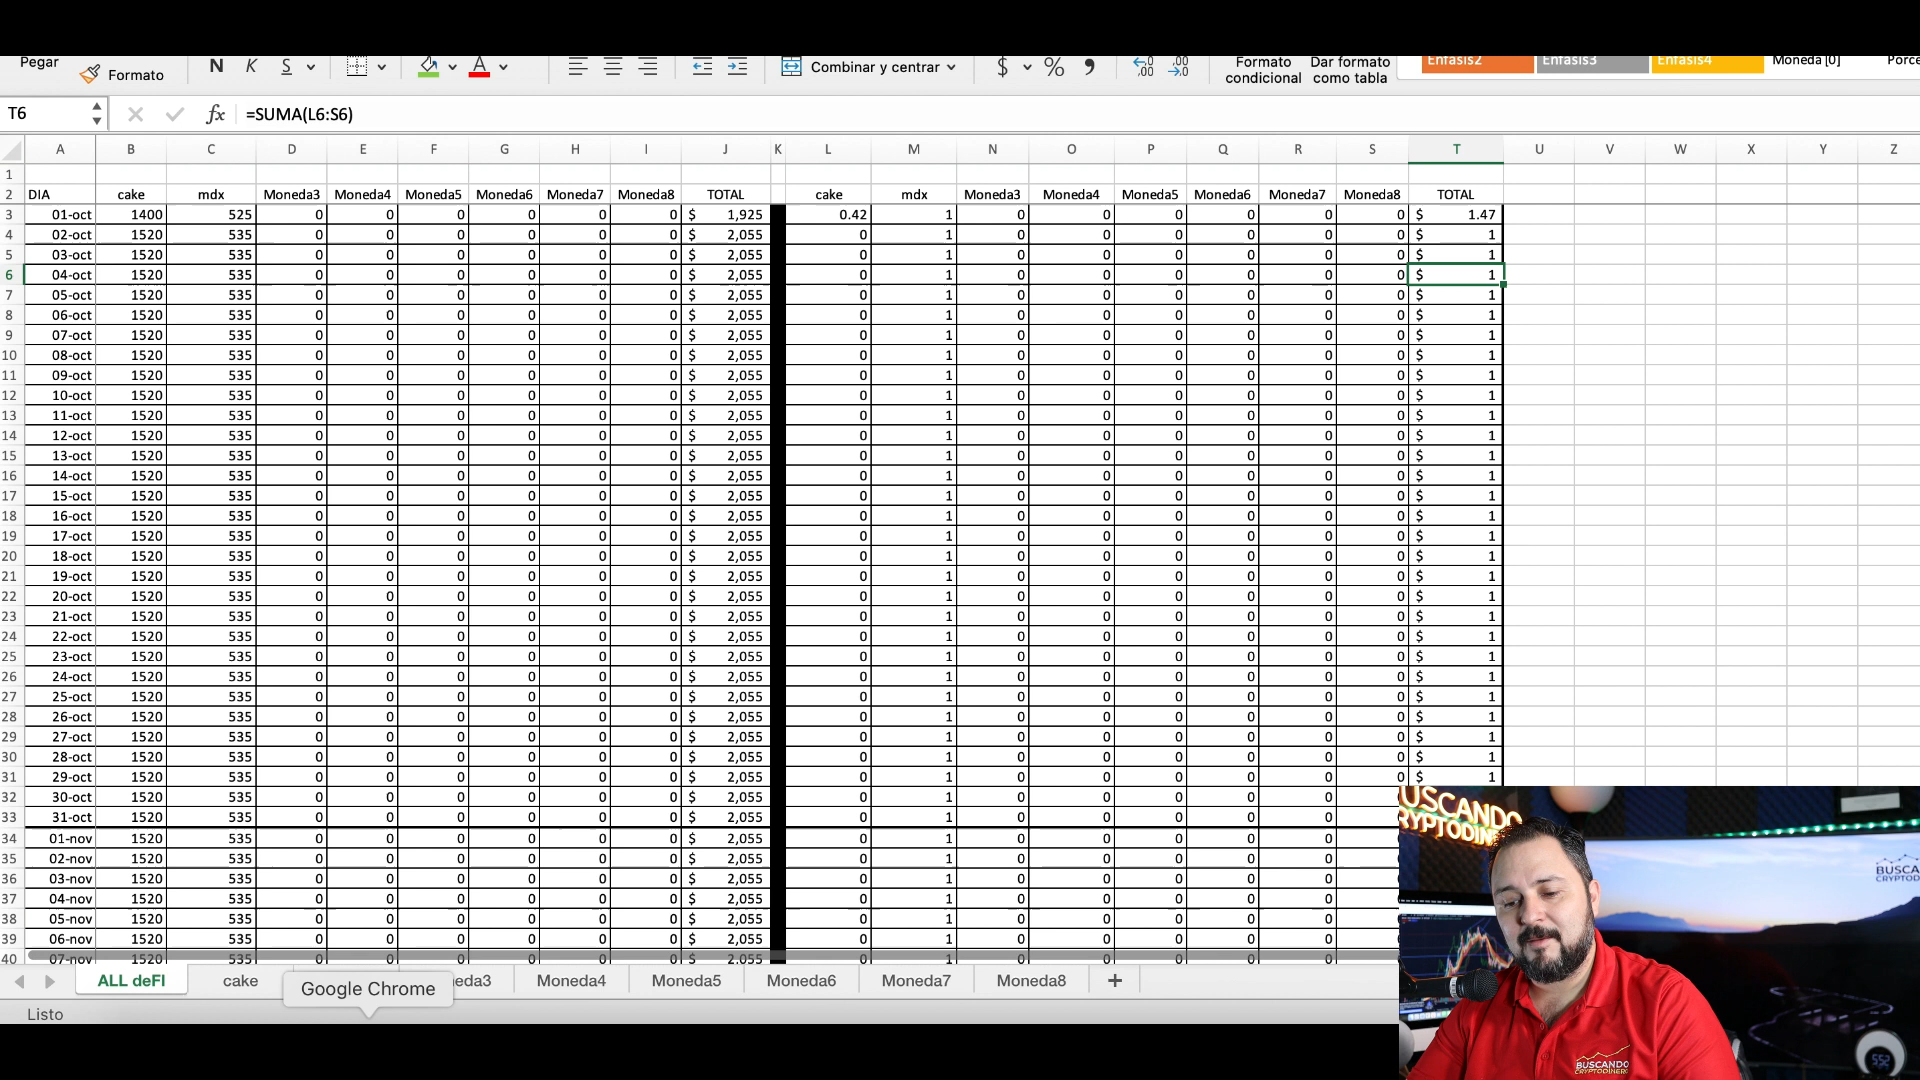 Pegar Formato N K S A Combinar y centrar $ % Formato condicional Dar formato como tabla Énfasis2 Énfasis3 Énfasis4 Moneda [0]
T6 fx =SUMA(L6:S6)
A B C D E F G H I J K L M N O P Q R S T U V W X Y Z
1
2 DIA cake mdx Moneda3 Moneda4 Moneda5 Moneda6 Moneda7 Moneda8 TOTAL cake mdx Moneda3 Moneda4 Moneda5 Moneda6 Moneda7 Moneda8 TOTAL
3 01-oct 1400 525 0 0 0 0 0 0 $ 1,925 0.42 1 0 0 0 0 0 0 $ 1.47
4 02-oct 1520 535 0 0 0 0 0 0 $ 2,055 0 1 0 0 0 0 0 0 $ 1
5 03-oct 1520 535 0 0 0 0 0 0 $ 2,055 0 1 0 0 0 0 0 0 $ 1
6 04-oct 1520 535 0 0 0 0 0 0 $ 2,055 0 1 0 0 0 0 0 0 $ 1
7 05-oct 1520 535 0 0 0 0 0 0 $ 2,055 0 1 0 0 0 0 0 0 $ 1
8 06-oct 1520 535 0 0 0 0 0 0 $ 2,055 0 1 0 0 0 0 0 0 $ 1
9 07-oct 1520 535 0 0 0 0 0 0 $ 2,055 0 1 0 0 0 0 0 0 $ 1
10 08-oct 1520 535 0 0 0 0 0 0 $ 2,055 0 1 0 0 0 0 0 0 $ 1
11 09-oct 1520 535 0 0 0 0 0 0 $ 2,055 0 1 0 0 0 0 0 0 $ 1
12 10-oct 1520 535 0 0 0 0 0 0 $ 2,055 0 1 0 0 0 0 0 0 $ 1
13 11-oct 1520 535 0 0 0 0 0 0 $ 2,055 0 1 0 0 0 0 0 0 $ 1
14 12-oct 1520 535 0 0 0 0 0 0 $ 2,055 0 1 0 0 0 0 0 0 $ 1
15 13-oct 1520 535 0 0 0 0 0 0 $ 2,055 0 1 0 0 0 0 0 0 $ 1
16 14-oct 1520 535 0 0 0 0 0 0 $ 2,055 0 1 0 0 0 0 0 0 $ 1
17 15-oct 1520 535 0 0 0 0 0 0 $ 2,055 0 1 0 0 0 0 0 0 $ 1
18 16-oct 1520 535 0 0 0 0 0 0 $ 2,055 0 1 0 0 0 0 0 0 $ 1
19 17-oct 1520 535 0 0 0 0 0 0 $ 2,055 0 1 0 0 0 0 0 0 $ 1
20 18-oct 1520 535 0 0 0 0 0 0 $ 2,055 0 1 0 0 0 0 0 0 $ 1
21 19-oct 1520 535 0 0 0 0 0 0 $ 2,055 0 1 0 0 0 0 0 0 $ 1
22 20-oct 1520 535 0 0 0 0 0 0 $ 2,055 0 1 0 0 0 0 0 0 $ 1
23 21-oct 1520 535 0 0 0 0 0 0 $ 2,055 0 1 0 0 0 0 0 0 $ 1
24 22-oct 1520 535 0 0 0 0 0 0 $ 2,055 0 1 0 0 0 0 0 0 $ 1
25 23-oct 1520 535 0 0 0 0 0 0 $ 2,055 0 1 0 0 0 0 0 0 $ 1
26 24-oct 1520 535 0 0 0 0 0 0 $ 2,055 0 1 0 0 0 0 0 0 $ 1
27 25-oct 1520 535 0 0 0 0 0 0 $ 2,055 0 1 0 0 0 0 0 0 $ 1
28 26-oct 1520 535 0 0 0 0 0 0 $ 2,055 0 1 0 0 0 0 0 0 $ 1
29 27-oct 1520 535 0 0 0 0 0 0 $ 2,055 0 1 0 0 0 0 0 0 $ 1
30 28-oct 1520 535 0 0 0 0 0 0 $ 2,055 0 1 0 0 0 0 0 0 $ 1
31 29-oct 1520 535 0 0 0 0 0 0 $ 2,055 0 1 0 0 0 0 0 0 $ 1
32 30-oct 1520 535 0 0 0 0 0 0 $ 2,055 0 1 0 0 0 0 0
33 31-oct 1520 535 0 0 0 0 0 0 $ 2,055 0 1 0 0 0 0 0
34 01-nov 1520 535 0 0 0 0 0 0 $ 2,055 0 1 0 0 0 0 0
35 02-nov 1520 535 0 0 0 0 0 0 $ 2,055 0 1 0 0 0 0 0
36 03-nov 1520 535 0 0 0 0 0 0 $ 2,055 0 1 0 0 0 0 0
37 04-nov 1520 535 0 0 0 0 0 0 $ 2,055 0 1 0 0 0 0 0
38 05-nov 1520 535 0 0 0 0 0 0 $ 2,055 0 1 0 0 0 0 0
39 06-nov 1520 535 0 0 0 0 0 0 $ 2,055 0 1 0 0 0 0 0
40 07-nov 1520 535 0 0 0 0 0 0 $ 2,055 0 1 0 0 0 0 0
ALL deFI cake eda3 Moneda4 Moneda5 Moneda6 Moneda7 Moneda8 +
Google Chrome
Listo
USCANDO
RYPTODIN
BUSCA
CRYPTOD
BUSCANDO
CRYPTODINERO
552